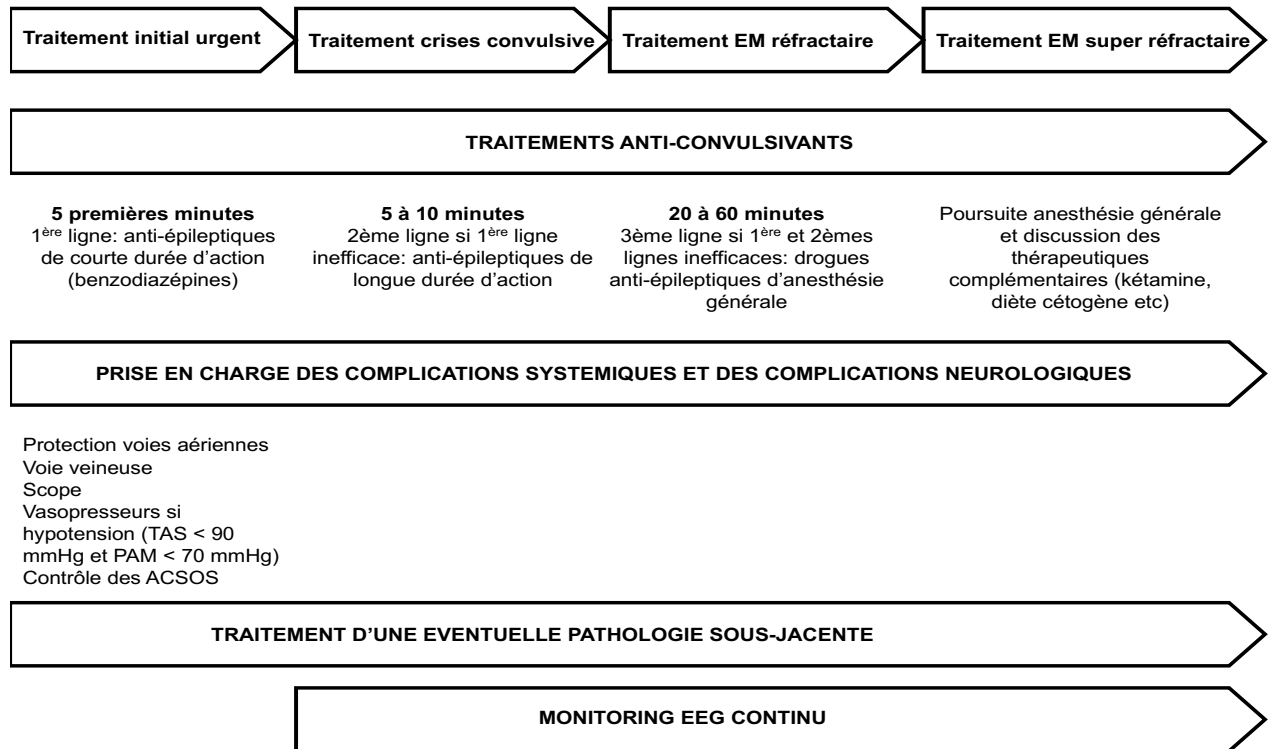 Traitement initial urgent
Traitement crises convulsive
Traitement EM réfractaire
Traitement EM super réfractaire
TRAITEMENTS ANTI-CONVULSIVANTS
5 premières minutes
1ère ligne: anti-épileptiques
de courte durée d'action
(benzodiazépines)
5 à 10 minutes
2ème ligne si 1ère ligne
inefficace: anti-épileptiques de
longue durée d'action
20 à 60 minutes
3ème ligne si 1ère et 2èmes
lignes inefficaces: drogues
anti-épileptiques d'anesthésie
générale
Poursuite anesthésie générale
et discussion des
thérapeutiques
complémentaires (kétamine,
diète cétogène etc)
PRISE EN CHARGE DES COMPLICATIONS SYSTEMIQUES ET DES COMPLICATIONS NEUROLOGIQUES
Protection voies aériennes
Voie veineuse
Scope
Vasopresseurs si
hypotension (TAS < 90
mmHg et PAM < 70 mmHg)
Contrôle des ACSOS
TRAITEMENT D'UNE EVENTUELLE PATHOLOGIE SOUS-JACENTE
MONITORING EEG CONTINU